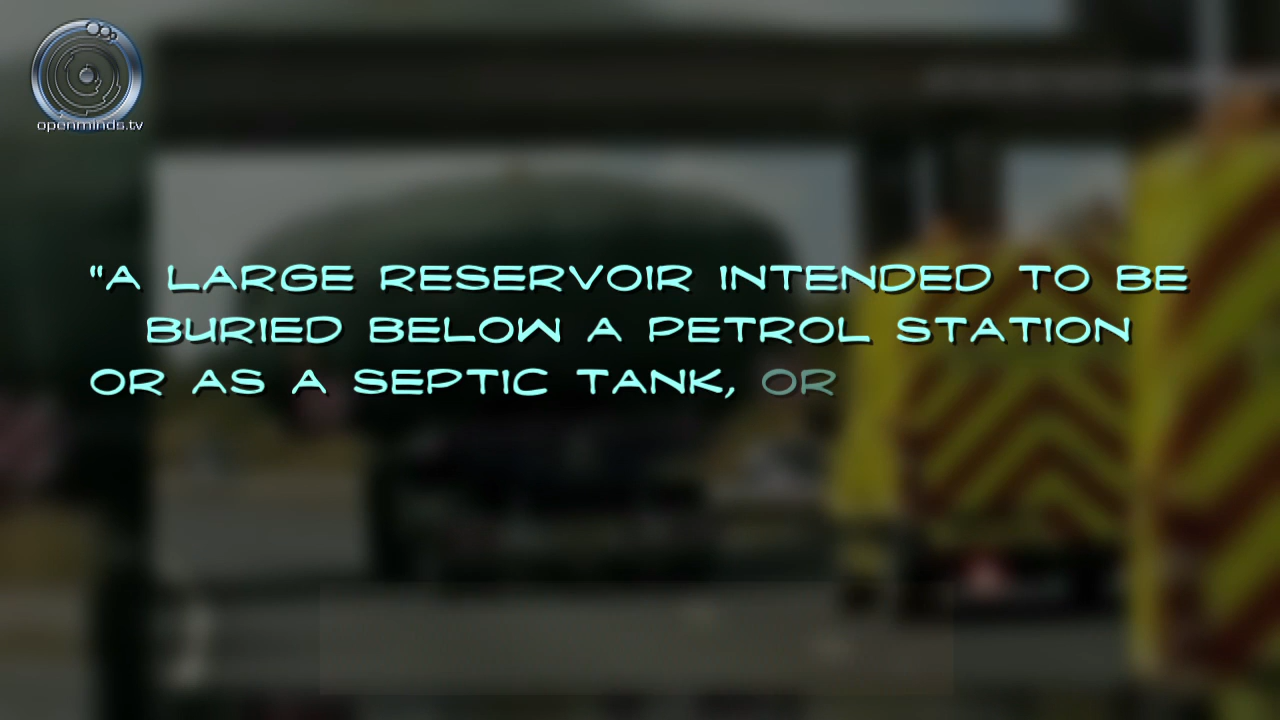 openminds.tv
"A LARGE RESERVOIR INTENDED TO BE
BURIED BELOW A PETROL STATION
OR AS A SEPTIC TANK, OR